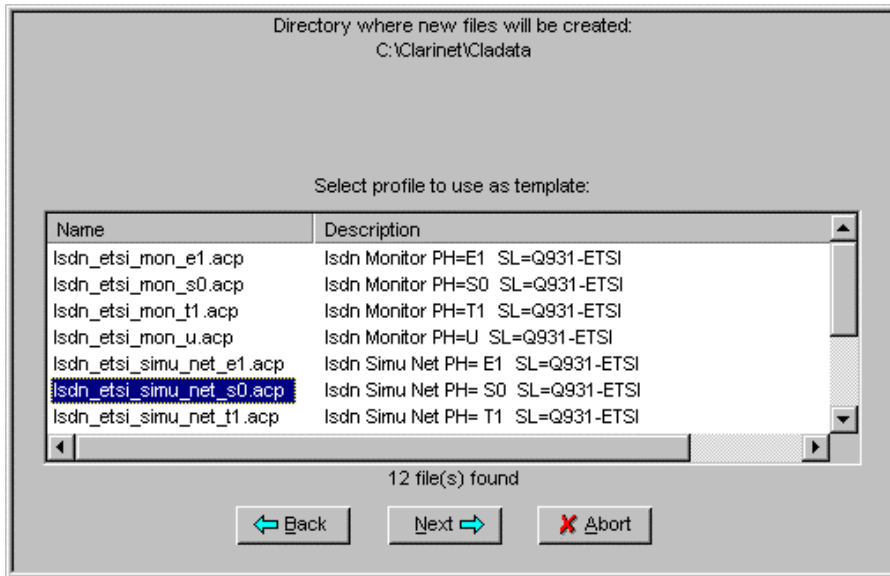 Directory where new files will be created:
C:\Clarinet\Cladata
Select profile to use as template:
Name Description
Isdn_etsi_mon_e1.acp Isdn Monitor PH=E1 SL=Q931-ETSI
Isdn_etsi_mon_s0.acp Isdn Monitor PH=S0 SL=Q931-ETSI
Isdn_etsi_mon_t1.acp Isdn Monitor PH=T1 SL=Q931-ETSI
Isdn_etsi_mon_u.acp Isdn Monitor PH=U SL=Q931-ETSI
Isdn_etsi_simu_net_e1.acp Isdn Simu Net PH= E1 SL=Q931-ETSI
Isdn_etsi_simu_net_s0.acp Isdn Simu Net PH= S0 SL=Q931-ETSI
Isdn_etsi_simu_net_t1.acp Isdn Simu Net PH= T1 SL=Q931-ETSI
12 file(s) found
Back Next Abort